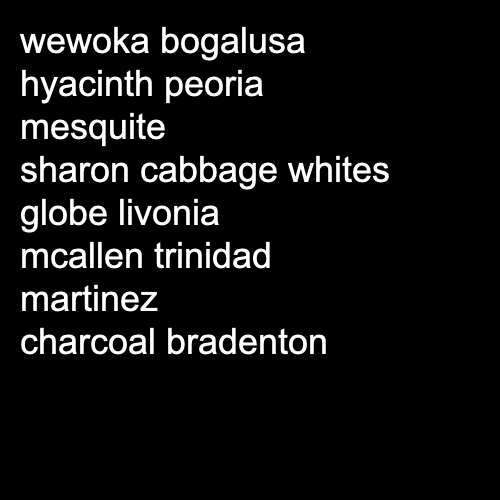 wewoka bogalusa
hyacinth peoria
mesquite
sharon cabbage whites
globe livonia
mcallen trinidad
martinez
charcoal bradenton